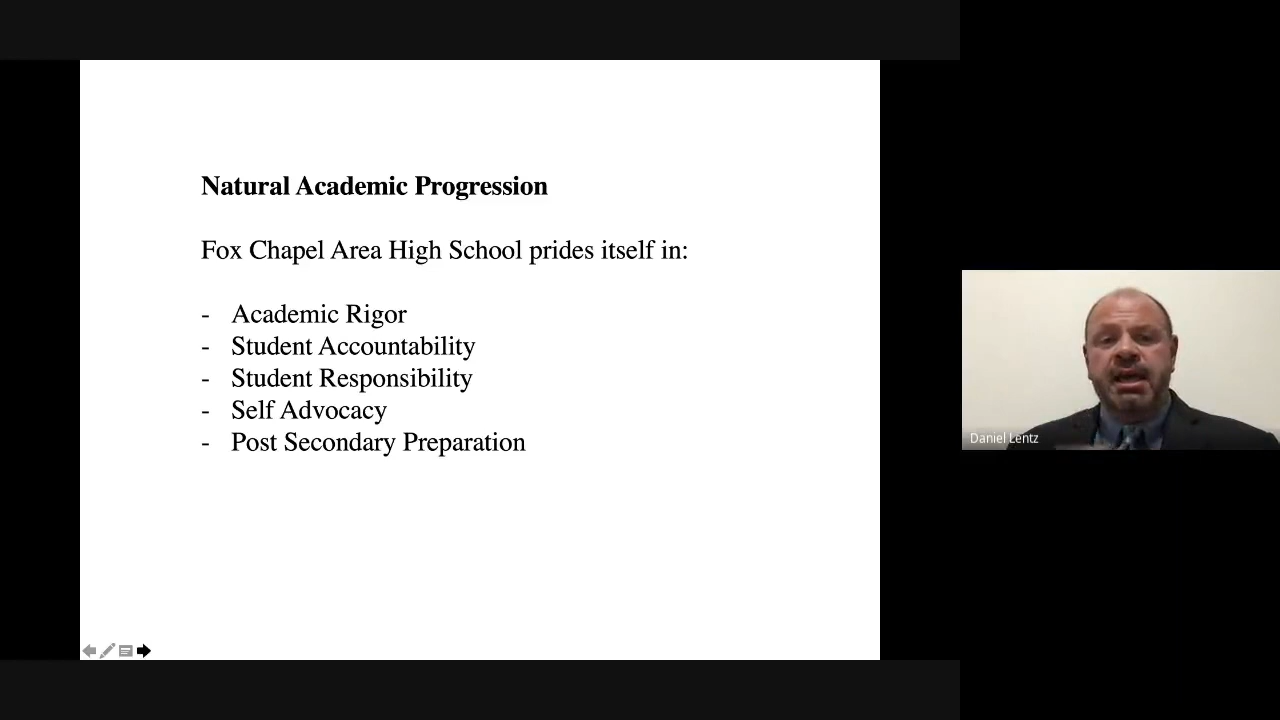 Natural Academic Progression
Fox Chapel Area High School prides itself in:
- Academic Rigor
- Student Accountability
- Student Responsibility
- Self Advocacy
- Post Secondary Preparation
Daniel Lentz